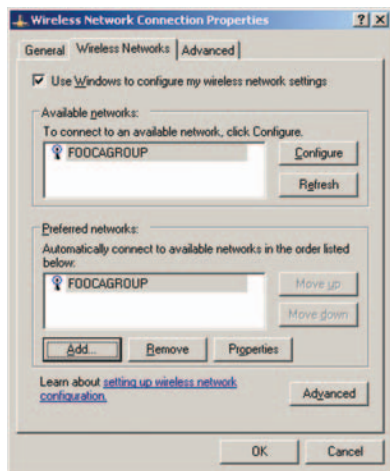 Wireless Network Connection Properties
General Wireless Networks Advanced
Use Windows to configure my wireless network settings
Available networks:
To connect to an available network, click Configure.
FOOCAGROUP
Configure
Refresh
Preferred networks:
Automatically connect to available networks in the order listed
below:
FOOCAGROUP
Move up
Move down
Add... Remove Properties
Learn about setting up wireless network
configuration.
Advanced
OK Cancel